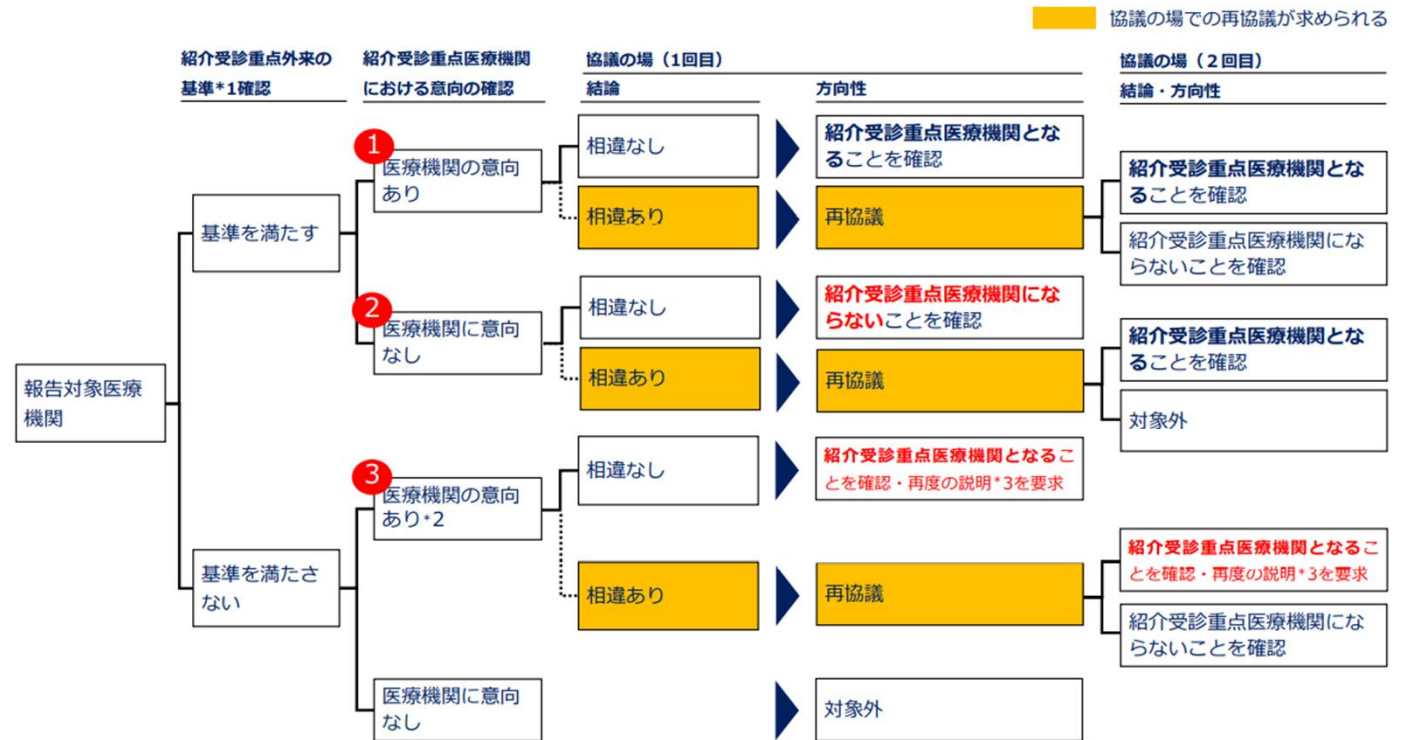 協議の場での再協議が求められる
紹介受診重点外来の
基準*1確認
紹介受診重点医療機関
における意向の確認
協議の場（1回目）
結論
方向性
協議の場（２回目）
結論・方向性
報告対象医療
機関
基準を満たす
1
医療機関の意向
あり
相違なし
紹介受診重点医療機関とな
ることを確認
相違あり
再協議
紹介受診重点医療機関とな
ることを確認
紹介受診重点医療機関にな
らないことを確認
2
医療機関に意向
なし
相違なし
紹介受診重点医療機関にな
らないことを確認
相違あり
再協議
紹介受診重点医療機関とな
ることを確認
対象外
基準を満たさ
ない
3
医療機関の意向
あり*2
相違なし
紹介受診重点医療機関となるこ
とを確認・再度の説明*3を要求
相違あり
再協議
紹介受診重点医療機関となるこ
とを確認・再度の説明*3を要求
紹介受診重点医療機関にな
らないことを確認
医療機関に意向
なし
対象外